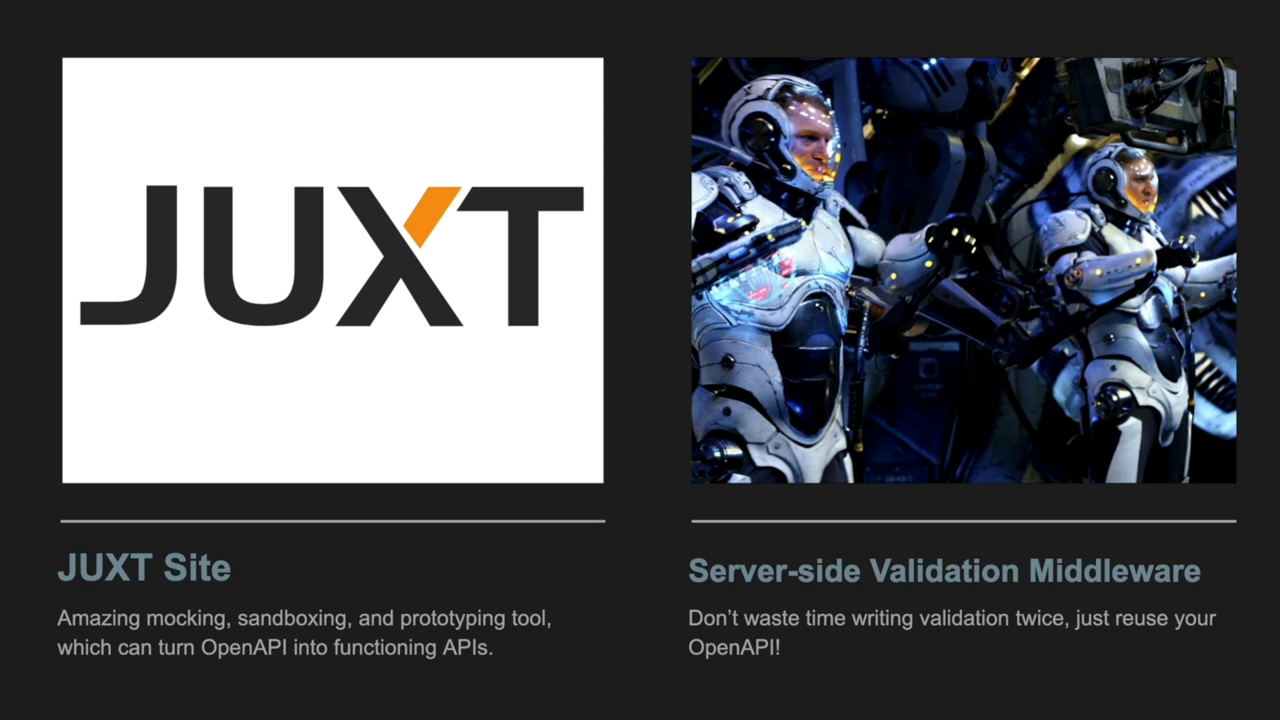 JUXT
JUXT Site
Amazing mocking, sandboxing, and prototyping tool,
which can turn OpenAPI into functioning APIs.
Server-side Validation Middleware
Don’t waste time writing validation twice, just reuse your
OpenAPI!